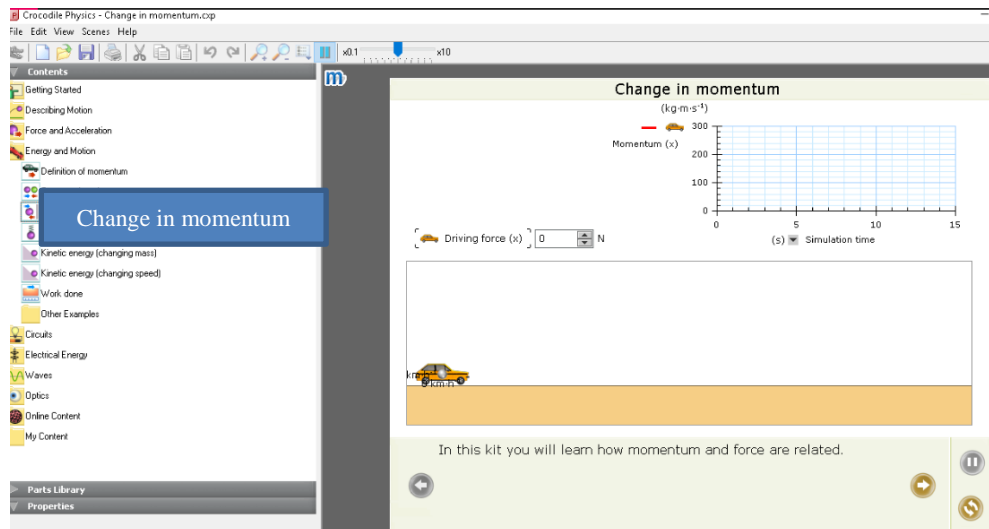 Crocodile Physics - Change in momentum.cxp
File Edit View Scenes Help
x0.1 x10
Contents
Getting Started
Describing Motion
Force and Acceleration
Energy and Motion
Definition of momentum
Change in momentum
Kinetic energy (changing mass)
Kinetic energy (changing speed)
Work done
Other Examples
Circuits
Electrical Energy
Waves
Optics
Online Content
My Content
Parts Library
Properties
Change in momentum
(kg·m·s⁻¹)
Momentum (x)
300
200
100
0
0 5 10 15
(s) Simulation time
Driving force (x) 0 N
In this kit you will learn how momentum and force are related.